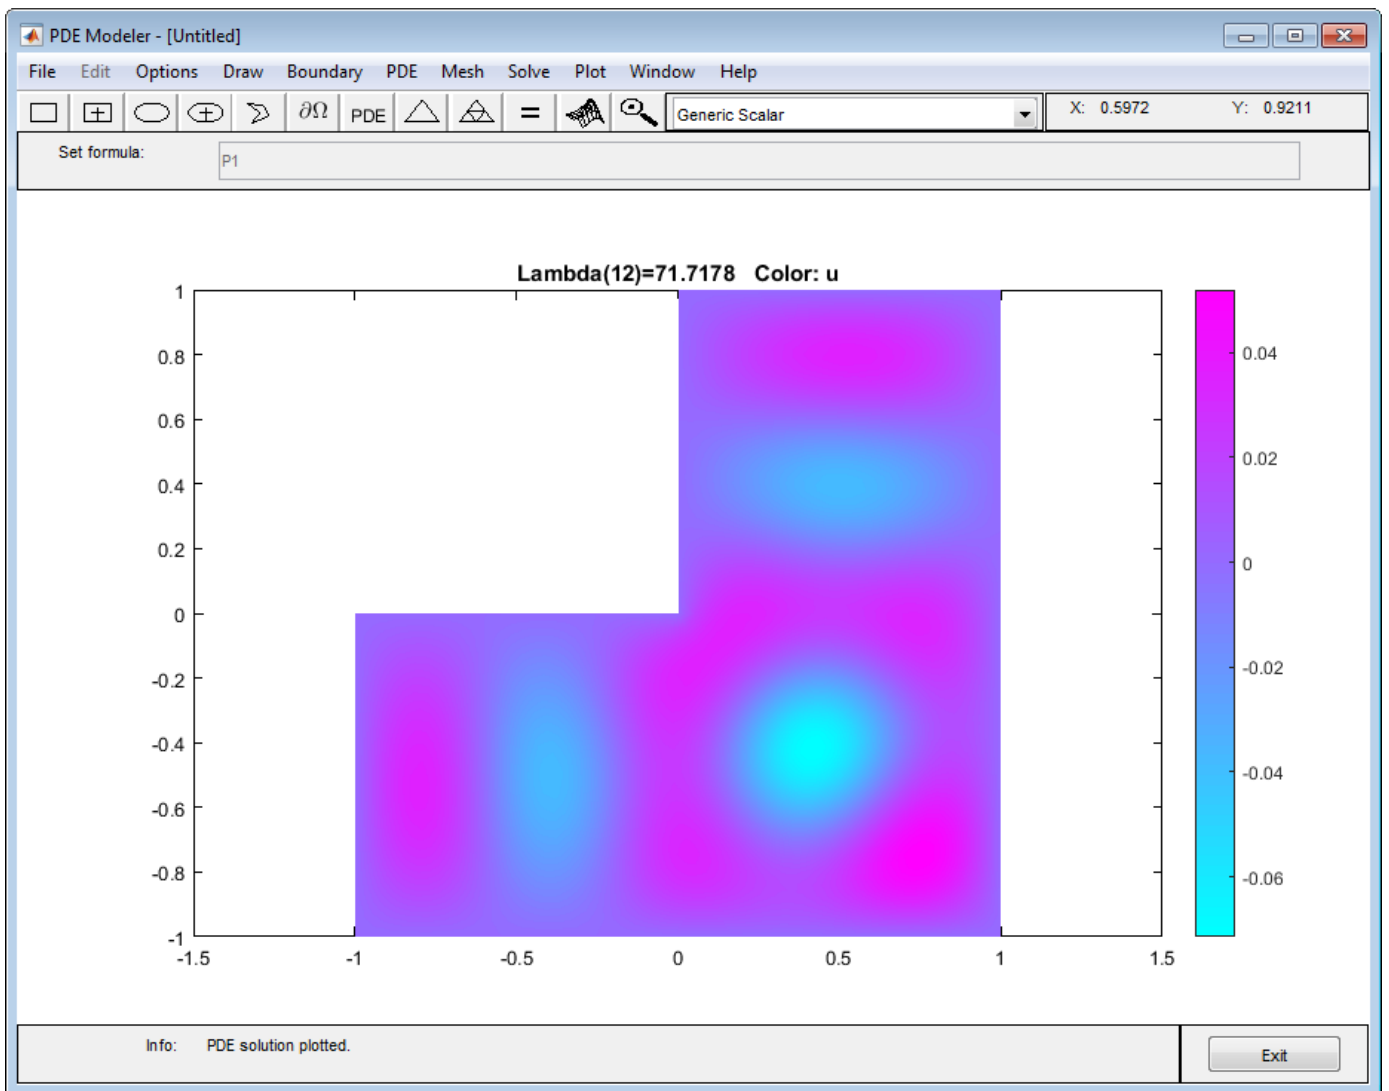 PDE Modeler - [Untitled]
File Edit Options Draw Boundary PDE Mesh Solve Plot Window Help
∂Ω PDE = Generic Scalar X: 0.5972 Y: 0.9211
Set formula: P1
Lambda(12)=71.7178 Color: u
1
0.8
0.6
0.4
0.2
0
-0.2
-0.4
-0.6
-0.8
-1
-1.5 -1 -0.5 0 0.5 1 1.5
0.04
0.02
0
-0.02
-0.04
-0.06
Info: PDE solution plotted.
Exit